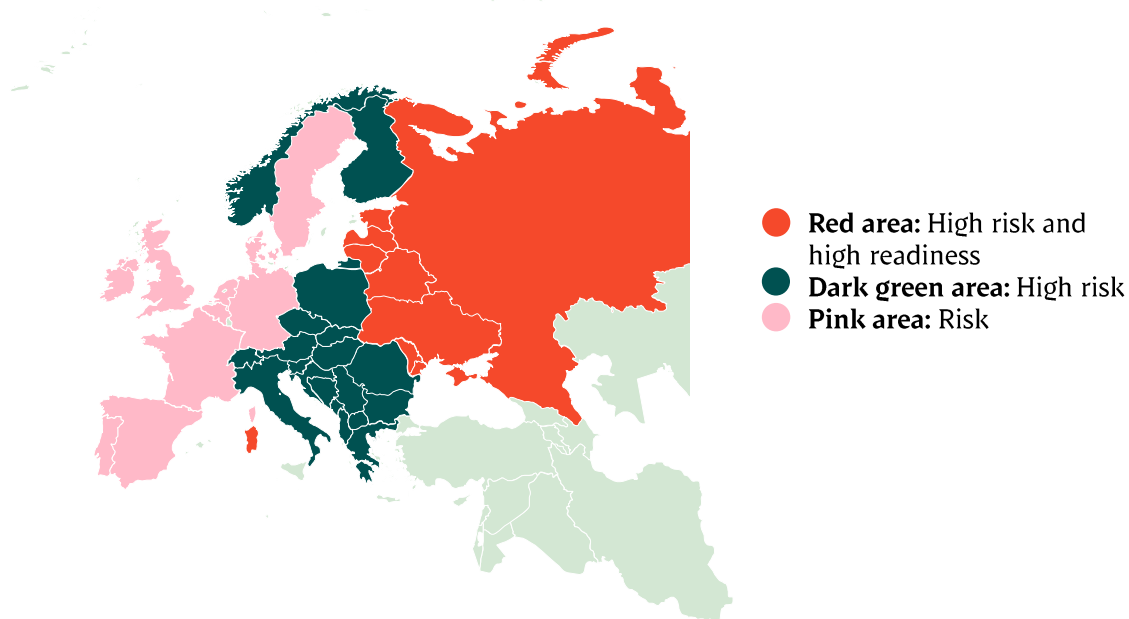 Red area: High risk and
high readiness
Dark green area: High risk
Pink area: Risk